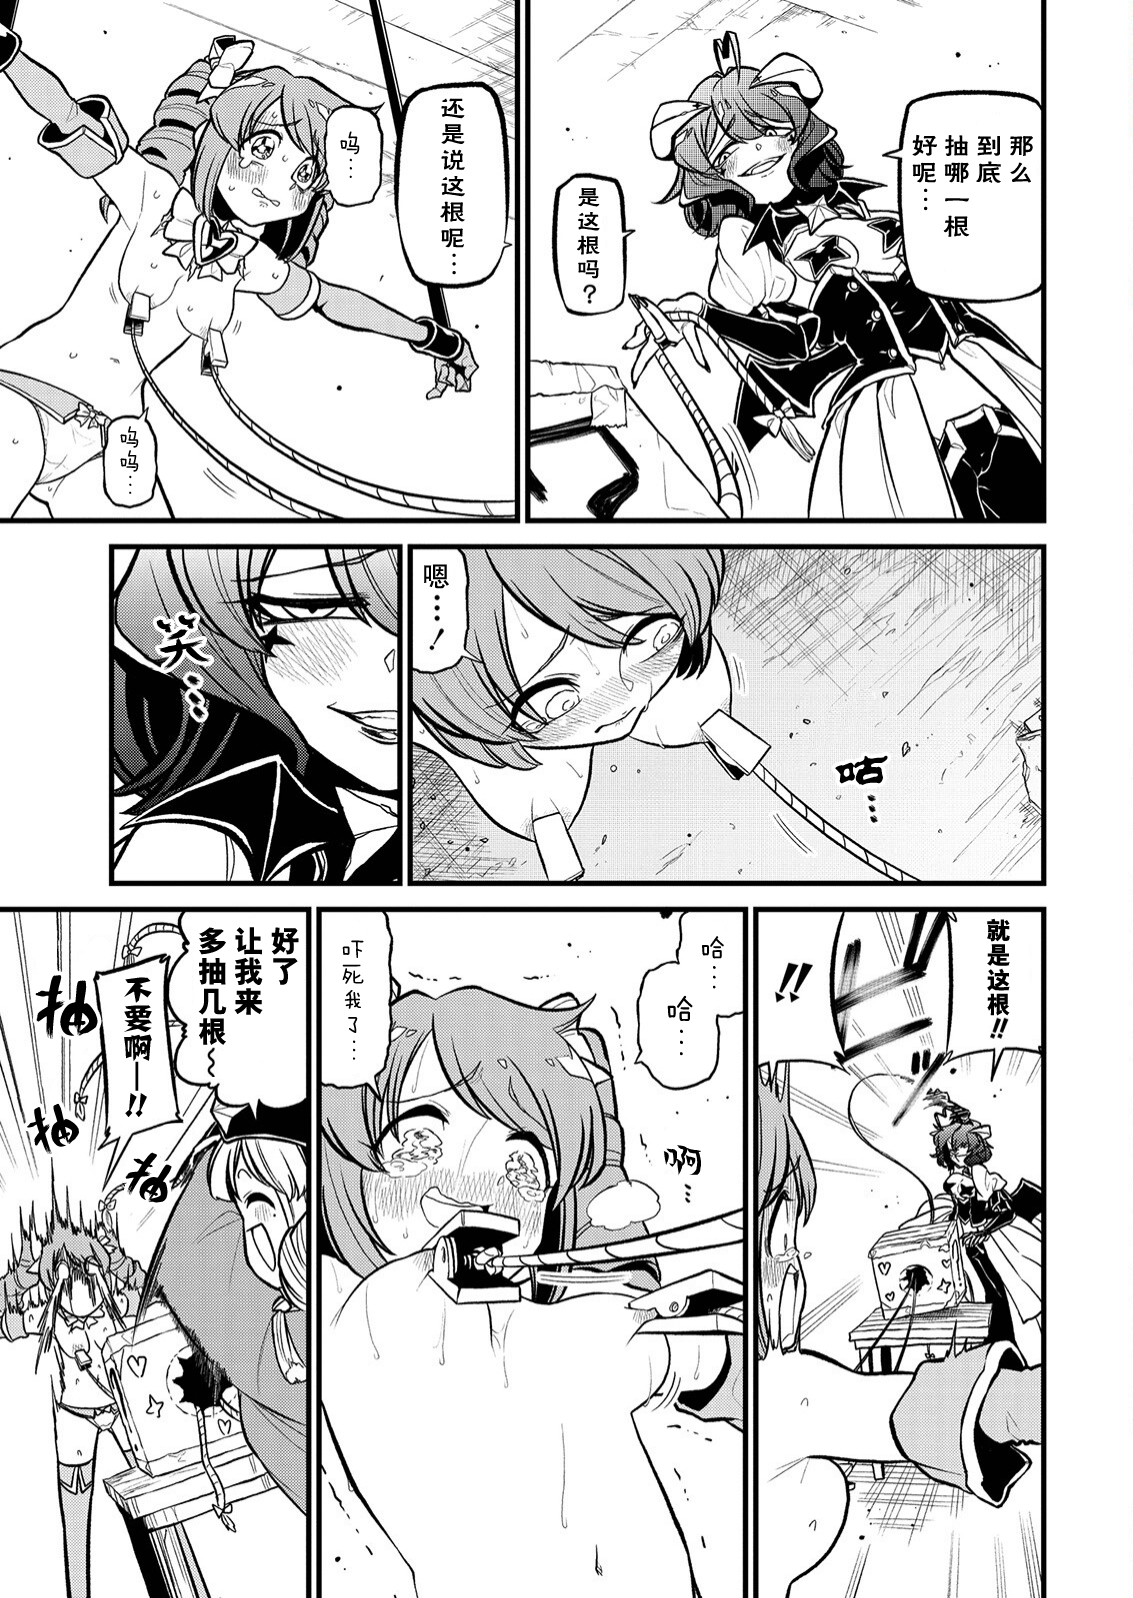 那么
到底
抽哪一根
好呢…
是这根吗？
还是说这根呢…
呜…
呜呜…
嗯…！
咕…
笑…
就是这根!!
!!
哈…
哈…
啊…
吓死我了…
好了
让我来
多抽几根~
不要啊—!!
抽
抽
抽